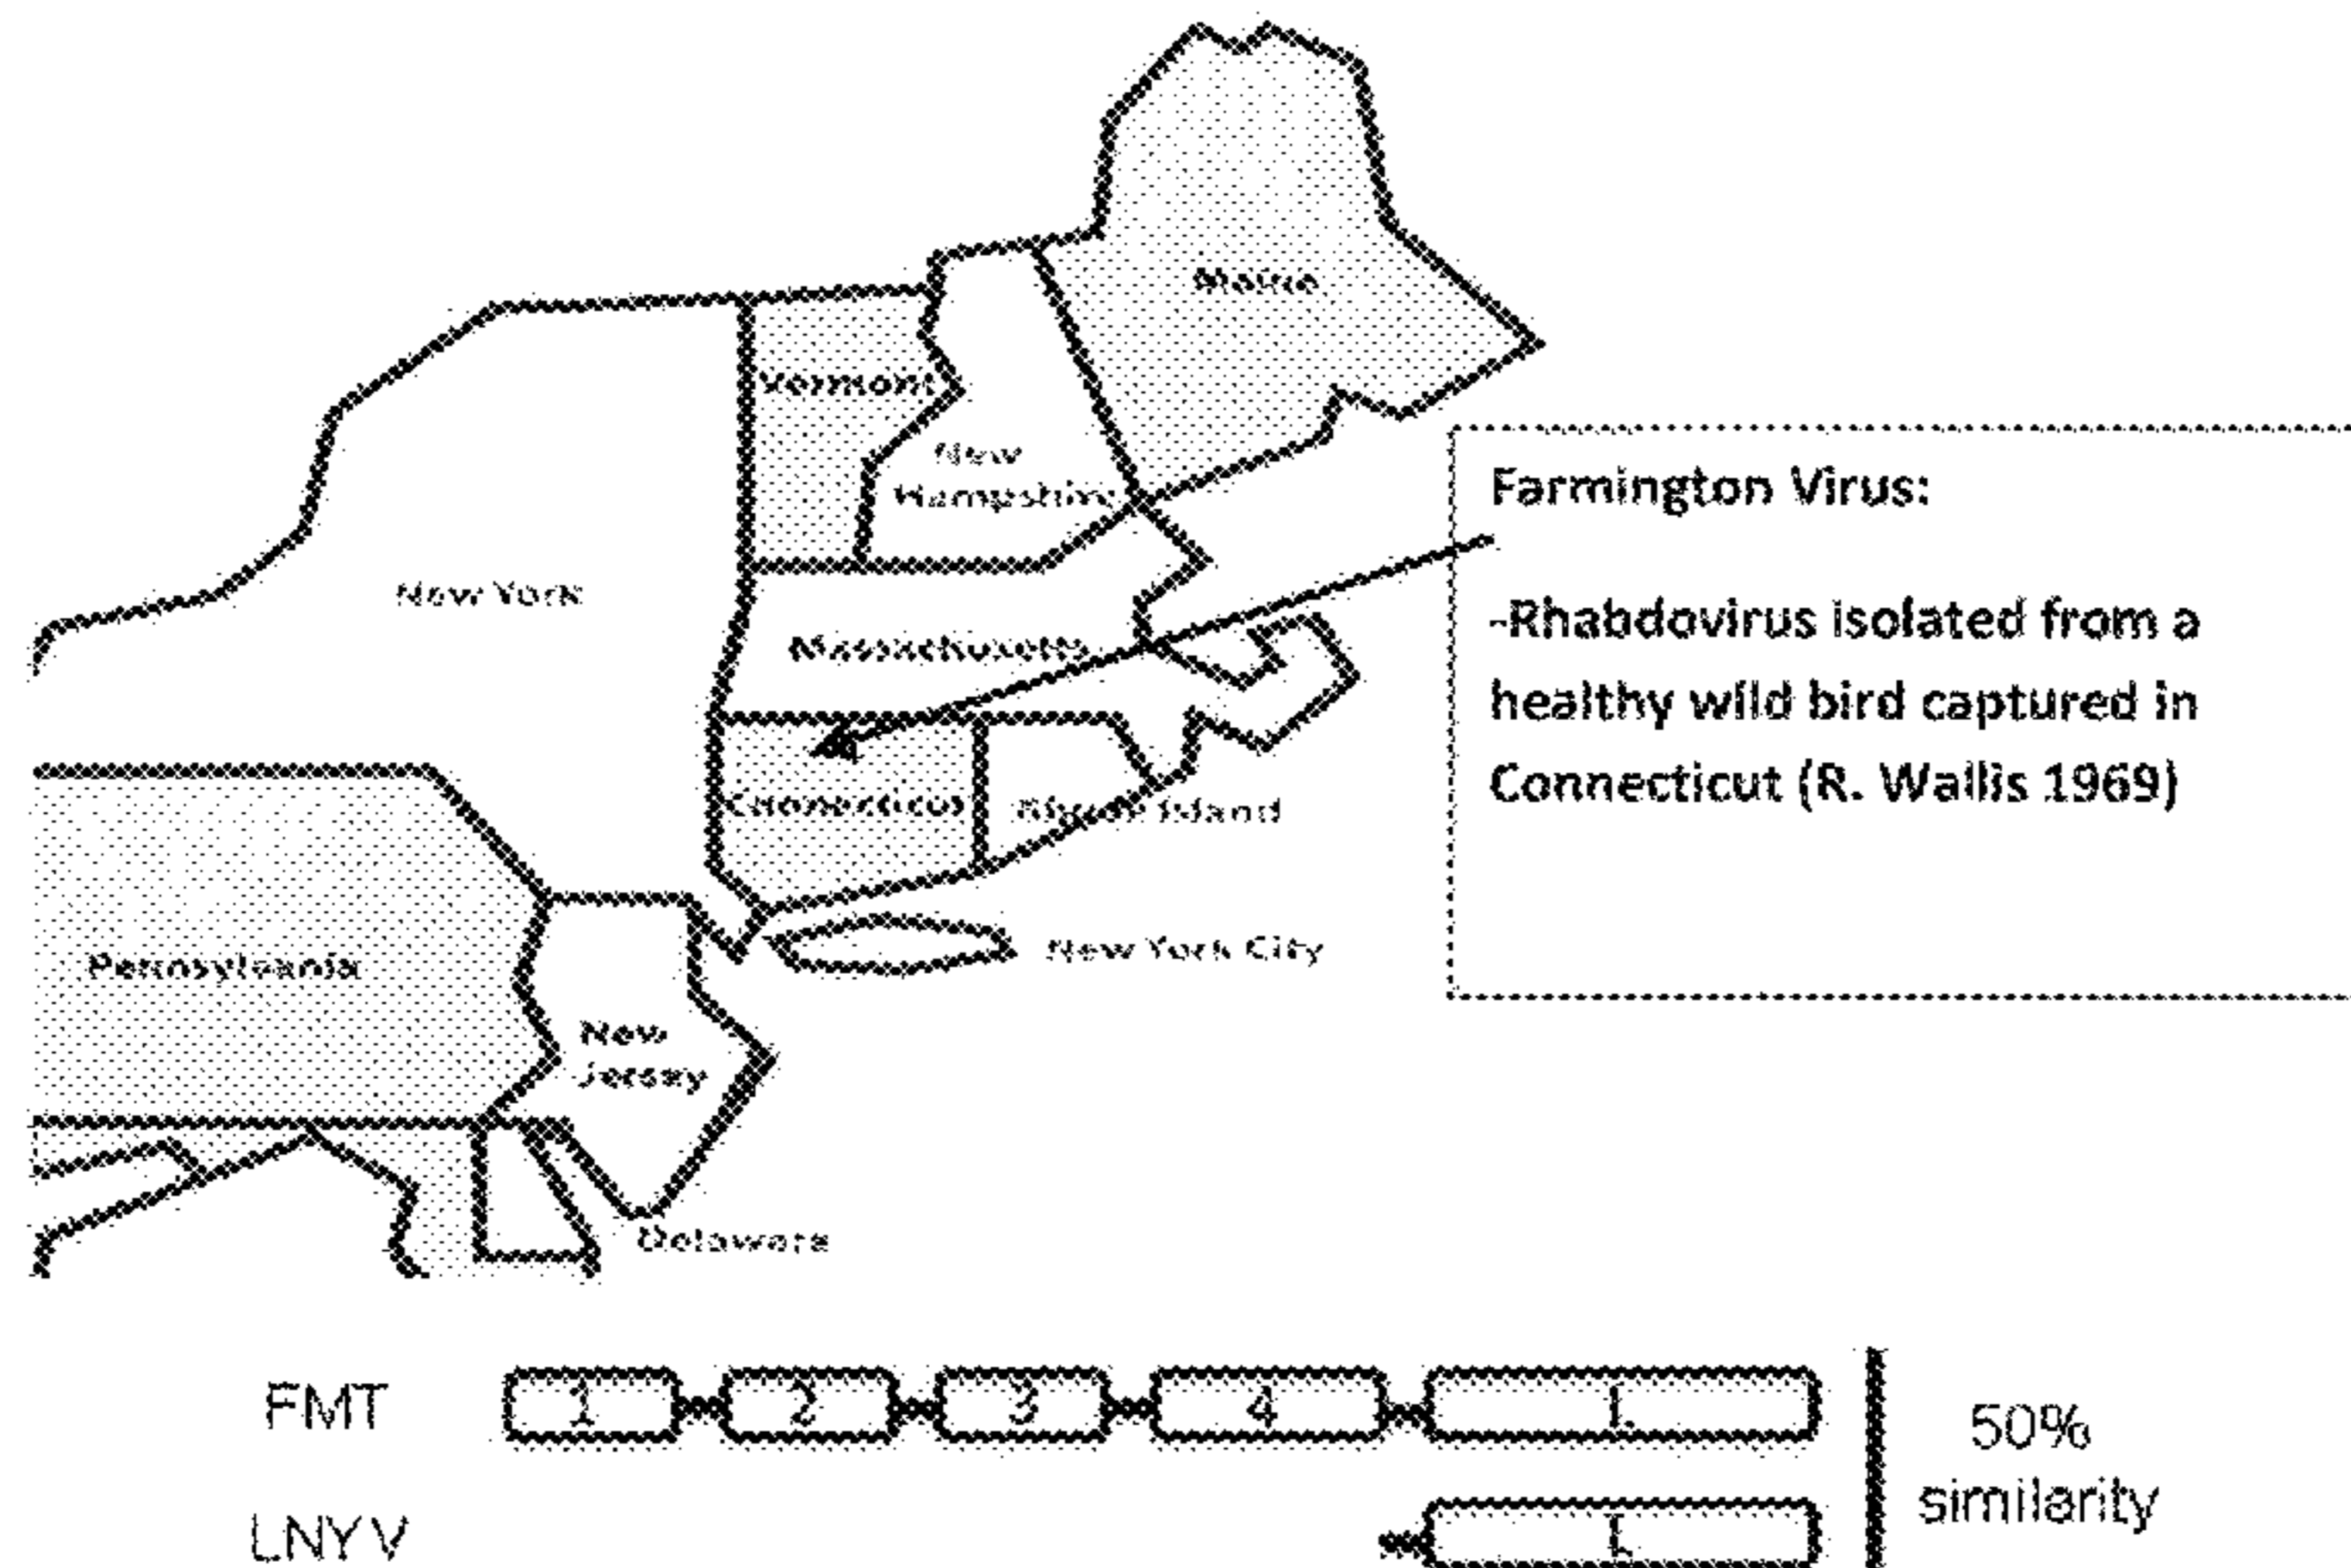 Maine
Vermont
New
Hampshire
New York
Massachusetts
Connecticut
Rhode Island
New York City
Pennsylvania
New
Jersey
Delaware
Farmington Virus:
-Rhabdovirus isolated from a
healthy wild bird captured in
Connecticut (R. Wallis 1969)
FMT
1 2 3 4 L
50%
similarity
LNYV
L